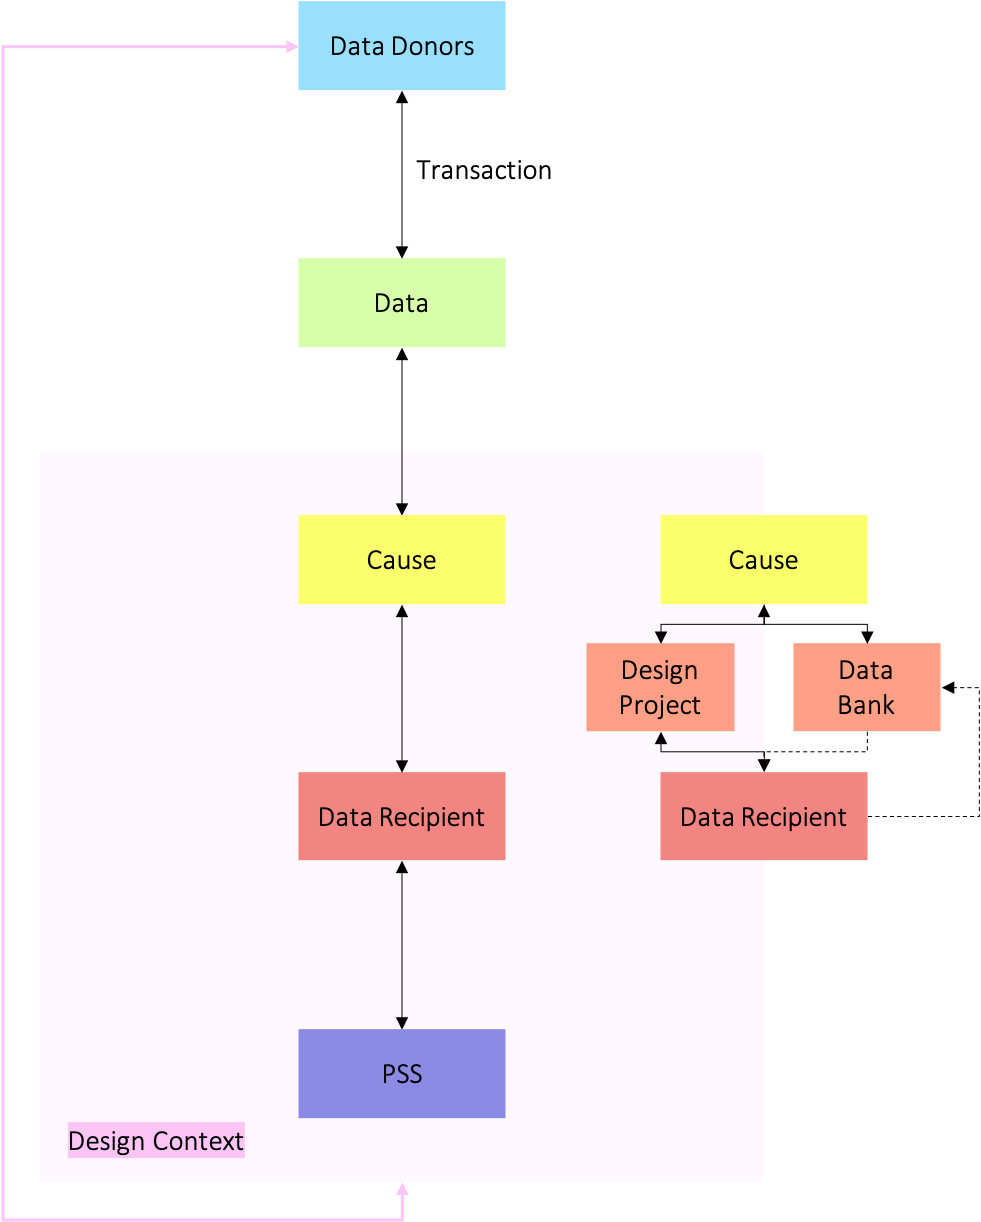 Data Donors
Transaction
Data
Cause
Cause
Design
Project
Data
Bank
Data Recipient
Data Recipient
PSS
Design Context